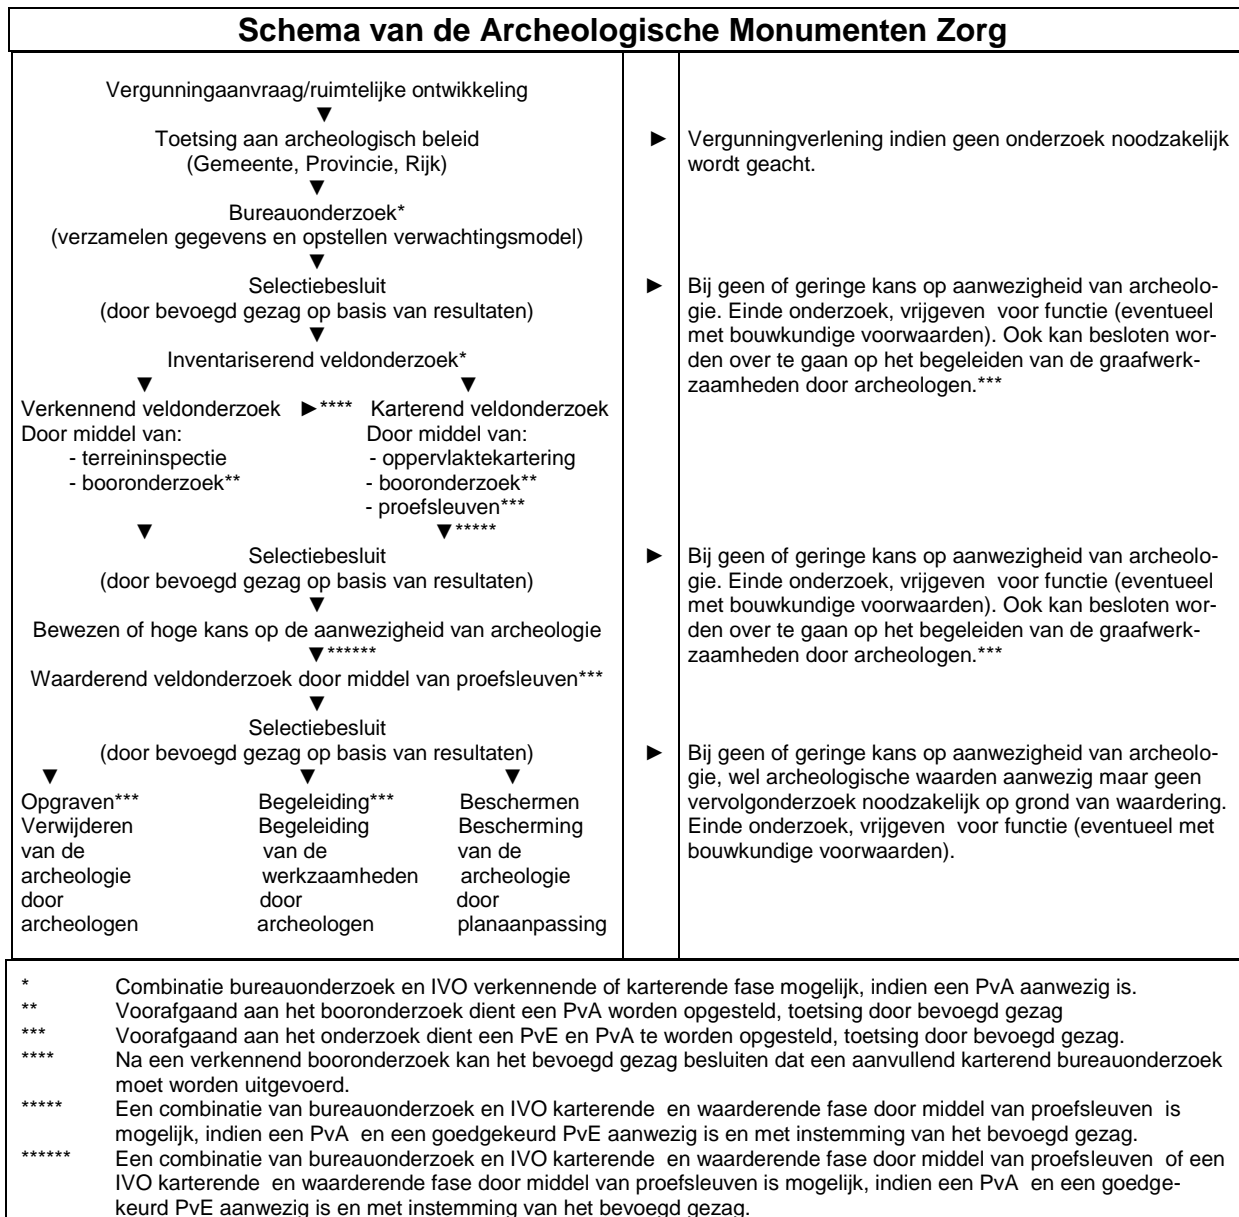 Schema van de Archeologische Monumenten Zorg
Vergunningaanvraag/ruimtelijke ontwikkeling
▼
Toetsing aan archeologisch beleid
(Gemeente, Provincie, Rijk)
▼
► Vergunningverlening indien geen onderzoek noodzakelijk
wordt geacht.
Bureauonderzoek*
(verzamelen gegevens en opstellen verwachtingsmodel)
▼
Selectiebesluit
(door bevoegd gezag op basis van resultaten)
▼
► Bij geen of geringe kans op aanwezigheid van archeolo-
gie. Einde onderzoek, vrijgeven voor functie (eventueel
met bouwkundige voorwaarden). Ook kan besloten wor-
den over te gaan op het begeleiden van de graafwerk-
zaamheden door archeologen.***
Inventariserend veldonderzoek*
▼ ▼
Verkennend veldonderzoek ►**** Karterend veldonderzoek
Door middel van: Door middel van:
- terreininspectie - oppervlaktekartering
- booronderzoek** - booronderzoek**
- proefsleuven***
▼ ▼*****
Selectiebesluit
(door bevoegd gezag op basis van resultaten)
▼
► Bij geen of geringe kans op aanwezigheid van archeolo-
gie. Einde onderzoek, vrijgeven voor functie (eventueel
met bouwkundige voorwaarden). Ook kan besloten wor-
den over te gaan op het begeleiden van de graafwerk-
zaamheden door archeologen.***
Bewezen of hoge kans op de aanwezigheid van archeologie
▼******
Waarderend veldonderzoek door middel van proefsleuven***
▼
Selectiebesluit
(door bevoegd gezag op basis van resultaten)
▼ ▼ ▼
► Bij geen of geringe kans op aanwezigheid van archeolo-
gie, wel archeologische waarden aanwezig maar geen
vervolgonderzoek noodzakelijk op grond van waardering.
Einde onderzoek, vrijgeven voor functie (eventueel met
bouwkundige voorwaarden).
Opgraven*** Begeleiding*** Beschermen
Verwijderen Begeleiding Bescherming
van de van de van de
archeologie werkzaamheden archeologie
door door door
archeologen archeologen planaanpassing
* Combinatie bureauonderzoek en IVO verkennende of karterende fase mogelijk, indien een PvA aanwezig is.
** Voorafgaand aan het booronderzoek dient een PvA worden opgesteld, toetsing door bevoegd gezag
*** Voorafgaand aan het onderzoek dient een PvE en PvA te worden opgesteld, toetsing door bevoegd gezag.
**** Na een verkennend booronderzoek kan het bevoegd gezag besluiten dat een aanvullend karterend bureauonderzoek
moet worden uitgevoerd.
***** Een combinatie van bureauonderzoek en IVO karterende en waarderende fase door middel van proefsleuven is
mogelijk, indien een PvA en een goedgekeurd PvE aanwezig is en met instemming van het bevoegd gezag.
****** Een combinatie van bureauonderzoek en IVO karterende en waarderende fase door middel van proefsleuven of een
IVO karterende en waarderende fase door middel van proefsleuven is mogelijk, indien een PvA en een goedge-
keurd PvE aanwezig is en met instemming van het bevoegd gezag.